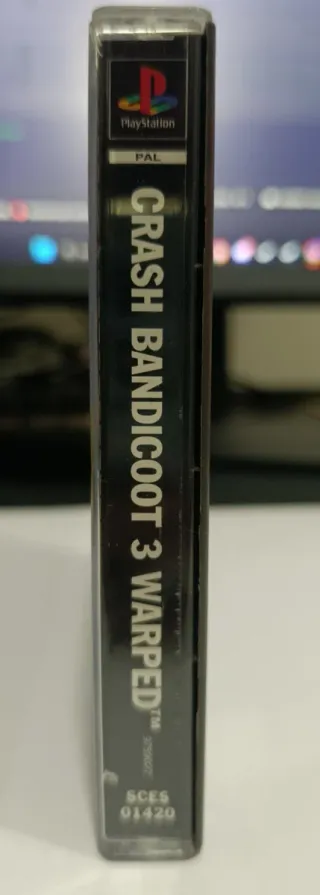 PlayStation
PAL
CRASH BANDICOOT 3 WARPED™
SCES
01420